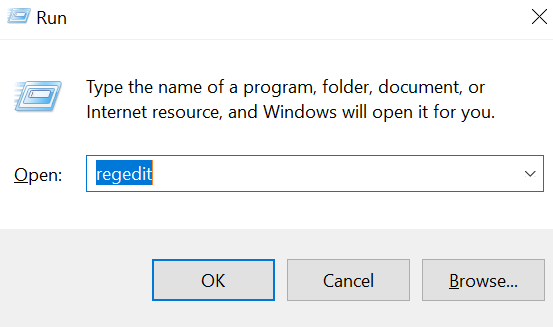 Run
Type the name of a program, folder, document, or
Internet resource, and Windows will open it for you.
Open: regedit
OK Cancel Browse...